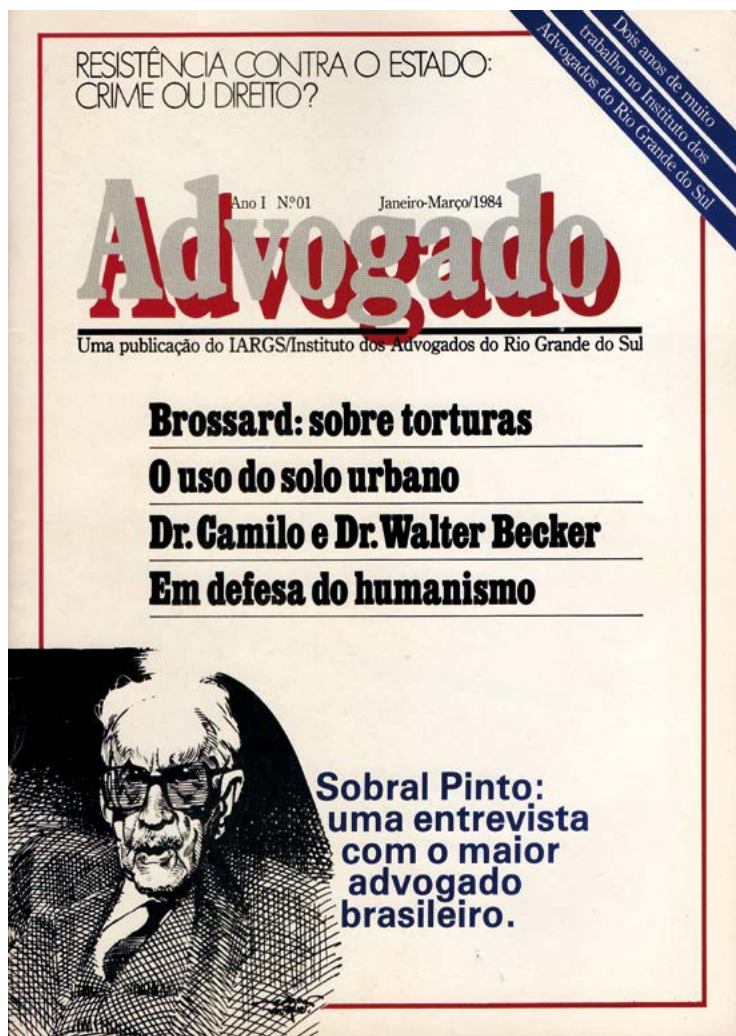 RESISTÊNCIA CONTRA O ESTADO:
CRIME OU DIREITO?
Dois anos de muito
trabalho no Instituto dos
Advogados do Rio Grande do Sul
Ano I Nº 01 Janeiro-Março/1984
Advogado
Uma publicação do IARGS/Instituto dos Advogados do Rio Grande do Sul
Brossard: sobre torturas
O uso do solo urbano
Dr. Camilo e Dr. Walter Becker
Em defesa do humanismo
Sobral Pinto:
uma entrevista
com o maior
advogado
brasileiro.